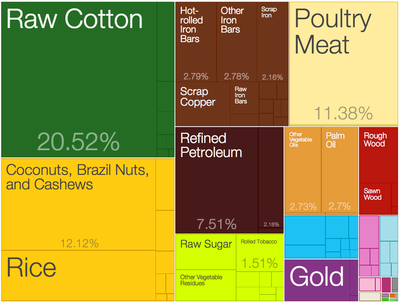 Raw Cotton
20.52%
Hot-
rolled
Iron
Bars
2.79%
Other
Iron
Bars
2.78%
Scrap
Iron
2.16%
Scrap
Copper
Raw
Iron
Bars
Poultry
Meat
11.38%
Coconuts, Brazil Nuts,
and Cashews
12.12%
Rice
Refined
Petroleum
7.51%
2.18%
Other
Vegetable
Oils
2.73%
Palm
Oil
2.7%
Rough
Wood
Sawn
Wood
Raw Sugar
Rolled Tobacco
1.51%
Other Vegetable
Residues
Gold